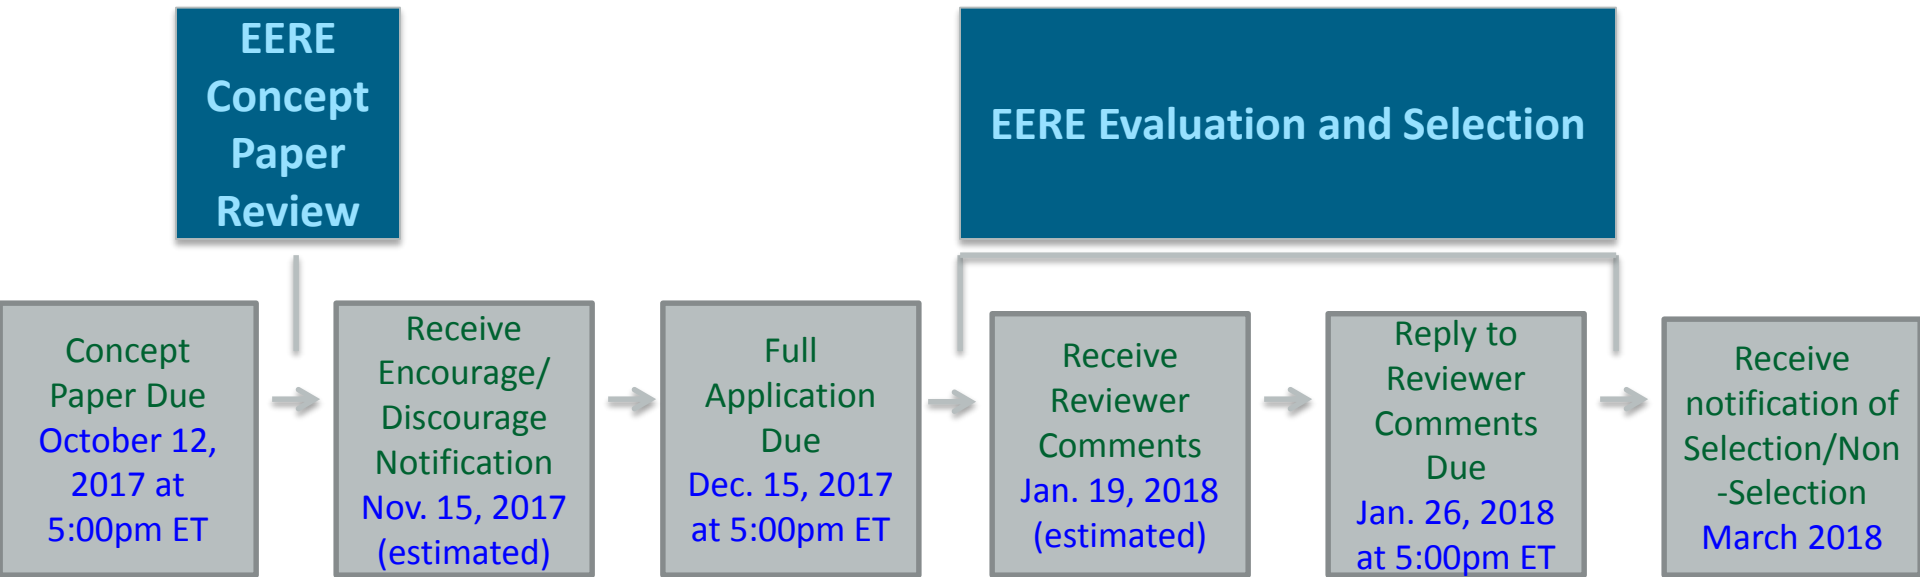 EERE
Concept
Paper
Review
EERE Evaluation and Selection
Concept
Paper Due
October 12,
2017 at
5:00pm ET
Receive
Encourage/
Discourage
Notification
Nov. 15, 2017
(estimated)
Full
Application
Due
Dec. 15, 2017
at 5:00pm ET
Receive
Reviewer
Comments
Jan. 19, 2018
(estimated)
Reply to
Reviewer
Comments
Due
Jan. 26, 2018
at 5:00pm ET
Receive
notification of
Selection/Non
-Selection
March 2018